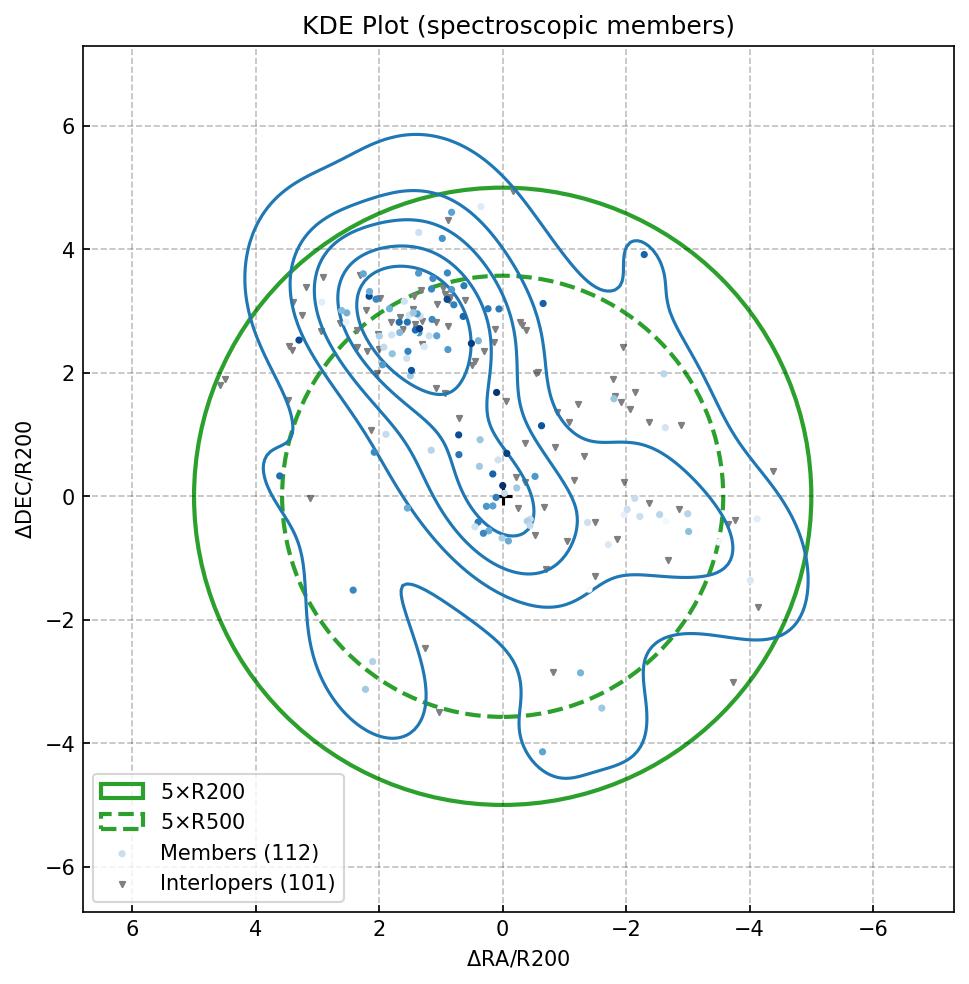 KDE Plot (spectroscopic members)
6
4
2
0
−2
−4
−6
ΔDEC/R200
5×R200
5×R500
Members (112)
Interlopers (101)
6
4
2
0
−2
−4
−6
ΔRA/R200